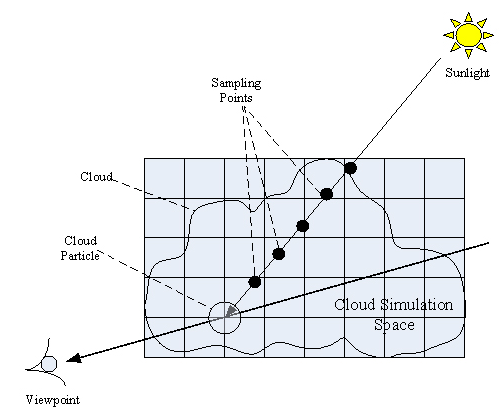 Sunlight
Sampling
Points
Cloud
Cloud
Particle
Cloud Simulation
Space
Viewpoint